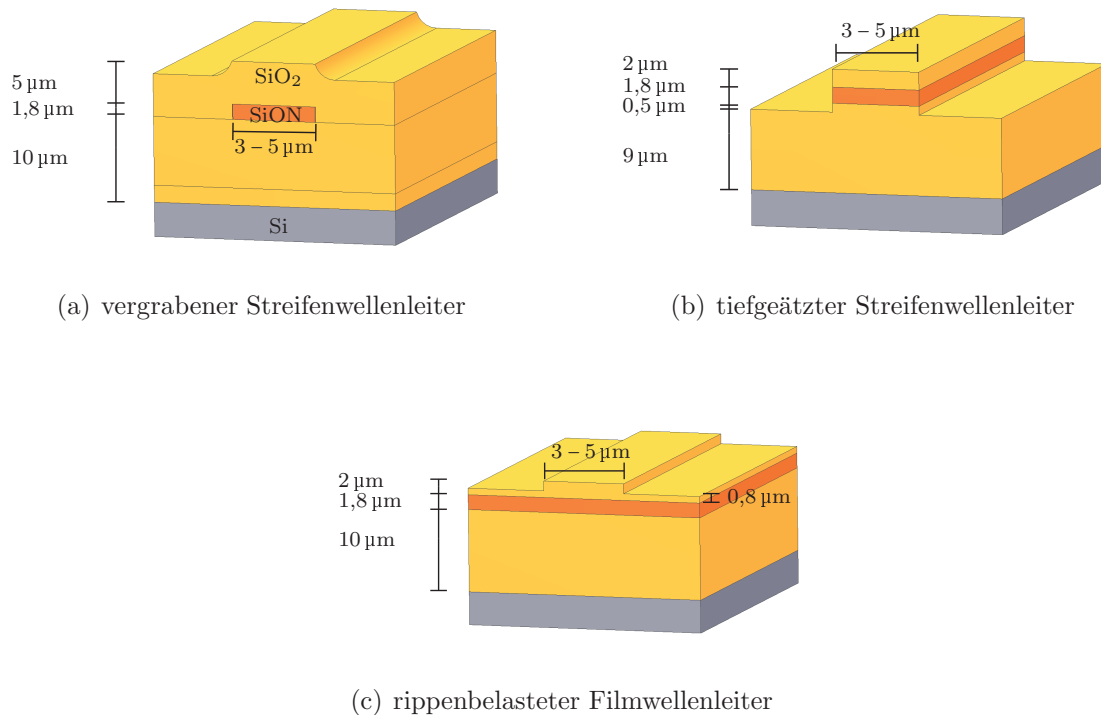 5 µm
1,8 µm
10 µm
SiO2
SiON
3 – 5 µm
Si
(a) vergrabener Streifenwellenleiter
3 – 5 µm
2 µm
1,8 µm
0,5 µm
9 µm
(b) tiefgeätzter Streifenwellenleiter
3 – 5 µm
2 µm
1,8 µm
10 µm
0,8 µm
(c) rippenbelasteter Filmwellenleiter